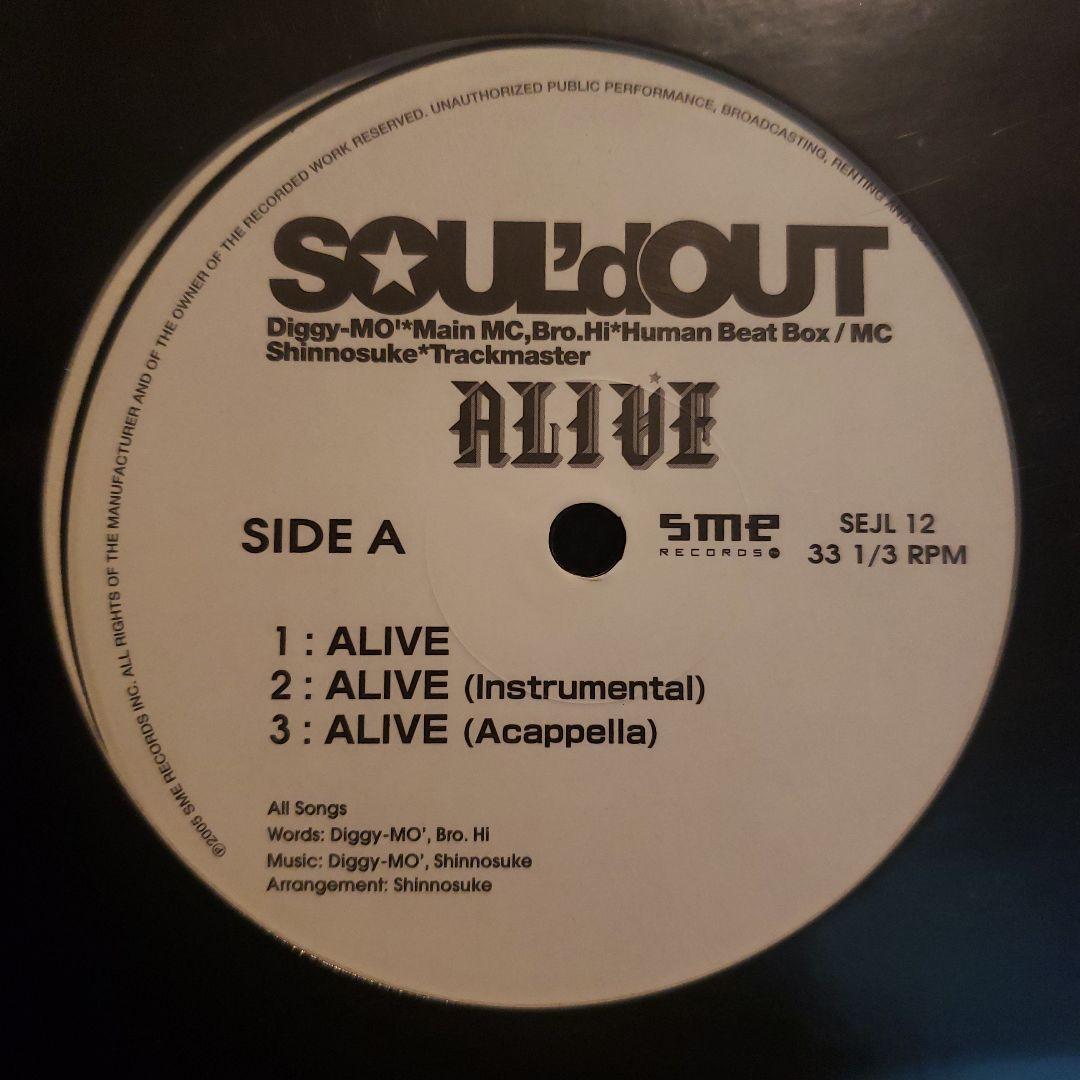 ℗2005 SME RECORDS INC. ALL RIGHTS OF THE MANUFACTURER AND OF THE OWNER OF THE RECORDED WORK RESERVED. UNAUTHORIZED PUBLIC PERFORMANCE, BROADCASTING, RENTING AND
SOUL'dOUT
Diggy-MO'*Main MC,Bro.Hi*Human Beat Box / MC
Shinnosuke*Trackmaster
ALIVE
SIDE A
sme
RECORDS
SEJL 12
33 1/3 RPM
1 : ALIVE
2 : ALIVE (Instrumental)
3 : ALIVE (Acappella)
All Songs
Words: Diggy-MO', Bro. Hi
Music: Diggy-MO', Shinnosuke
Arrangement: Shinnosuke